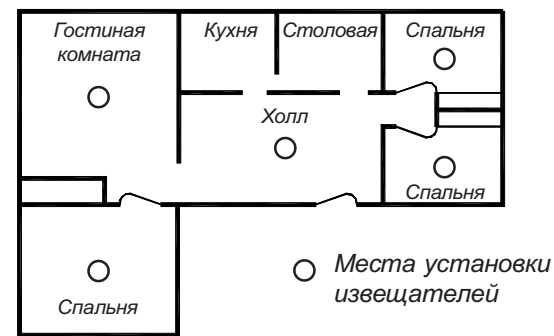 Гостиная
комната
Кухня
Столовая
Спальня
Холл
Спальня
Спальня
Места установки
извещателей